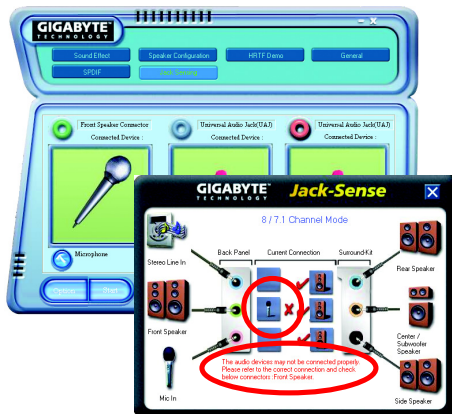 GIGABYTE™
TECHNOLOGY
Sound Effect
Speaker Configuration
HRTF Demo
General
SPDIF
Jack Sensing
Front Speaker Connector
Connected Device :
Universal Audio Jack(UAJ)
Connected Device :
Universal Audio Jack(UAJ)
Connected Device :
Microphone
Option
Start
GIGABYTE™
TECHNOLOGY
Jack-Sense
8 / 7.1 Channel Mode
Back Panel
Current Connection
Surround-Kit
Stereo Line In
Front Speaker
Mic In
Rear Speaker
Center /
Subwoofer
Speaker
Side Speaker
The audio devices may not be connected properly.
Please refer to the correct connection and check
below connectors :Front Speaker.